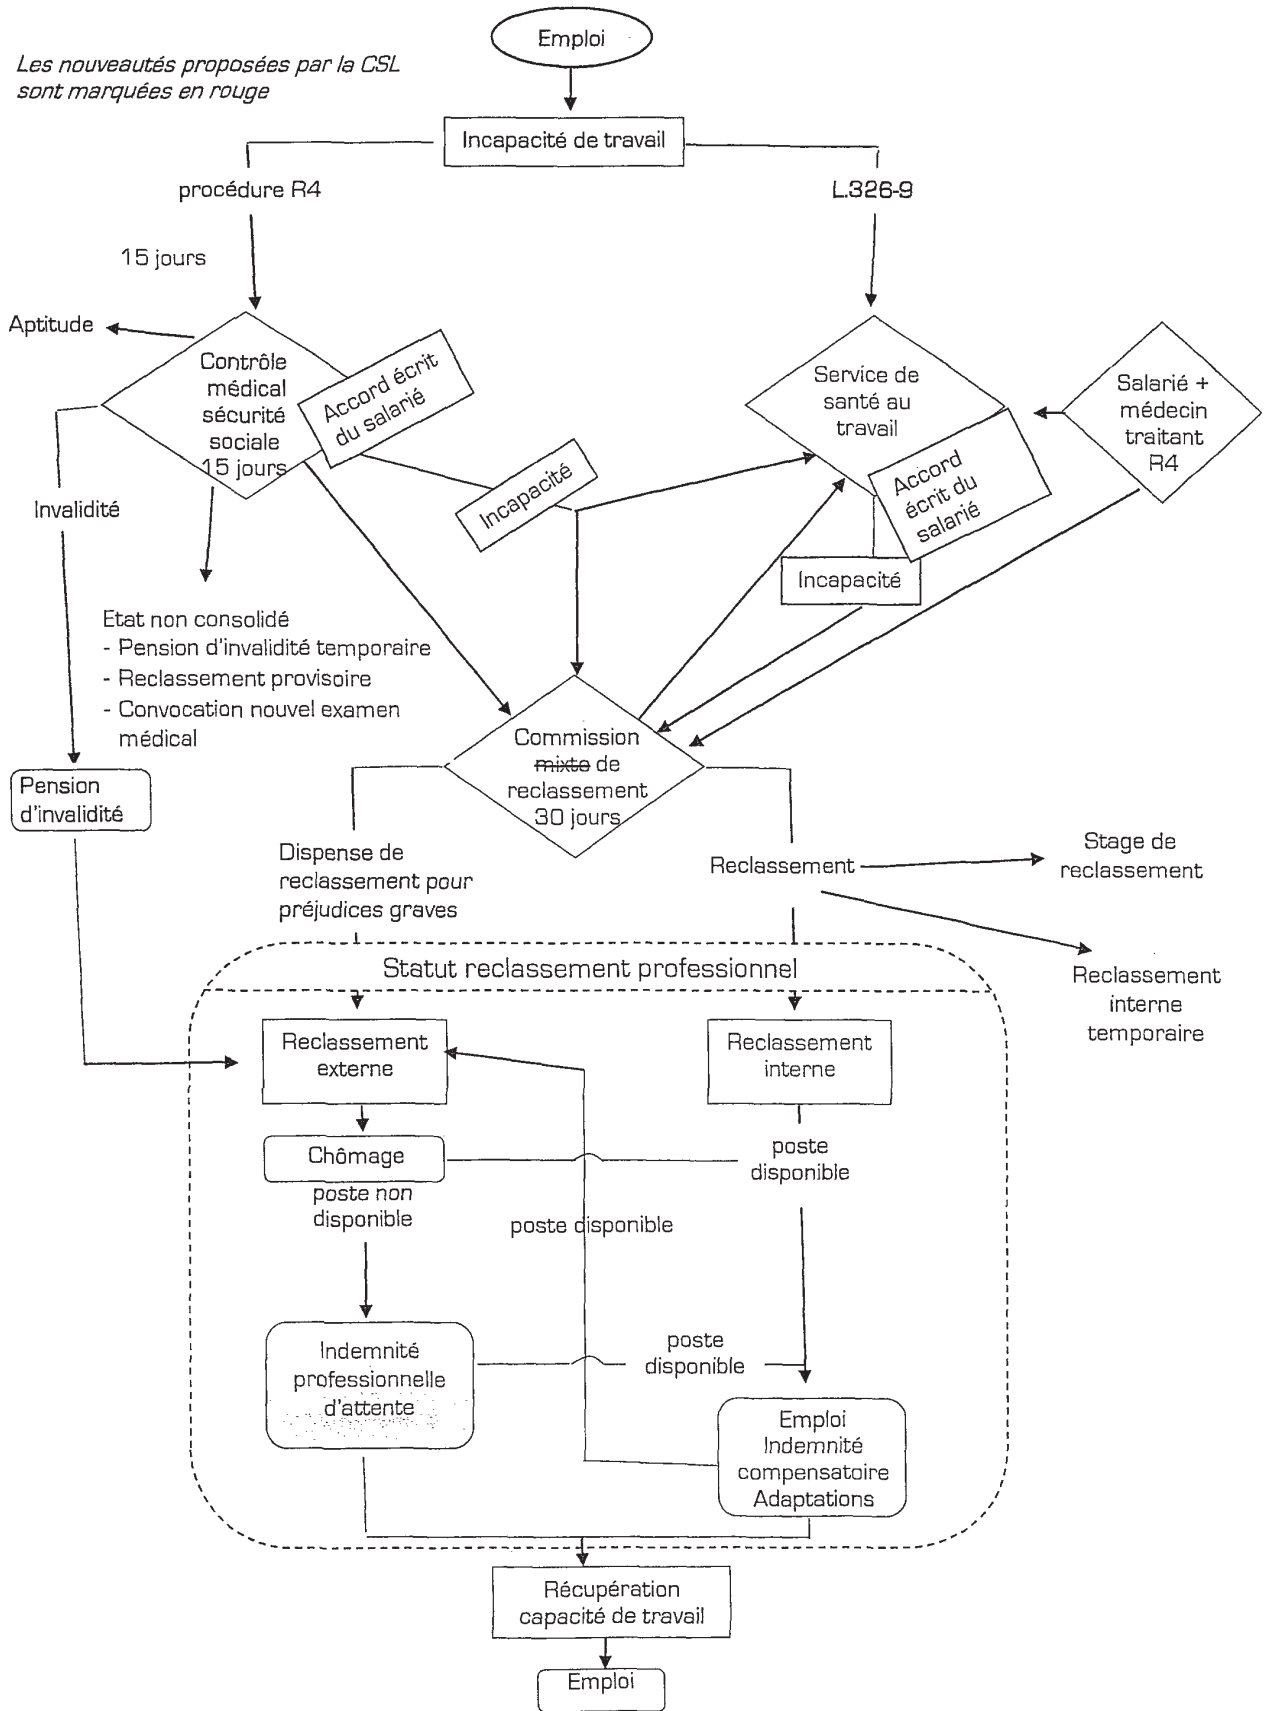 Emploi
Les nouveautés proposées par la CSL
sont marquées en rouge
Incapacité de travail
procédure R4
L.326-9
15 jours
Aptitude
Contrôle
médical
sécurité
sociale
15 jours
Accord écrit
du salarié
Service de
santé au
travail
Salarié +
médecin
traitant
R4
Invalidité
Incapacité
Accord
écrit du
salarié
Incapacité
Etat non consolidé
- Pension d'invalidité temporaire
- Reclassement provisoire
- Convocation nouvel examen
médical
Commission
mixte de
reclassement
30 jours
Pension
d'invalidité
Dispense de
reclassement pour
préjudices graves
Reclassement
Stage de
reclassement
Reclassement
interne
temporaire
Statut reclassement professionnel
Reclassement
externe
Reclassement
interne
Chômage
poste non
disponible
poste
disponible
poste disponible
Indemnité
professionnelle
d'attente
poste
disponible
Emploi
Indemnité
compensatoire
Adaptations
Récupération
capacité de travail
Emploi